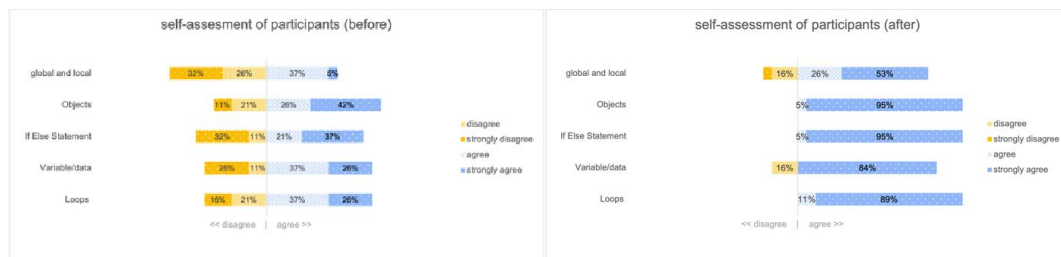 self-assesment of participants (before)
global and local 32% 26% 37% 5%
Objects 11% 21% 26% 42%
If Else Statement 32% 11% 21% 37%
Variable/data 26% 11% 37% 26%
Loops 16% 21% 37% 26%
<< disagree | agree >>
disagree
strongly disagree
agree
strongly agree
self-assessment of participants (after)
global and local 16% 26% 53%
Objects 5% 95%
If Else Statement 5% 95%
Variable/data 16% 84%
Loops 11% 89%
<< disagree | agree >>
disagree
strongly disagree
agree
strongly agree